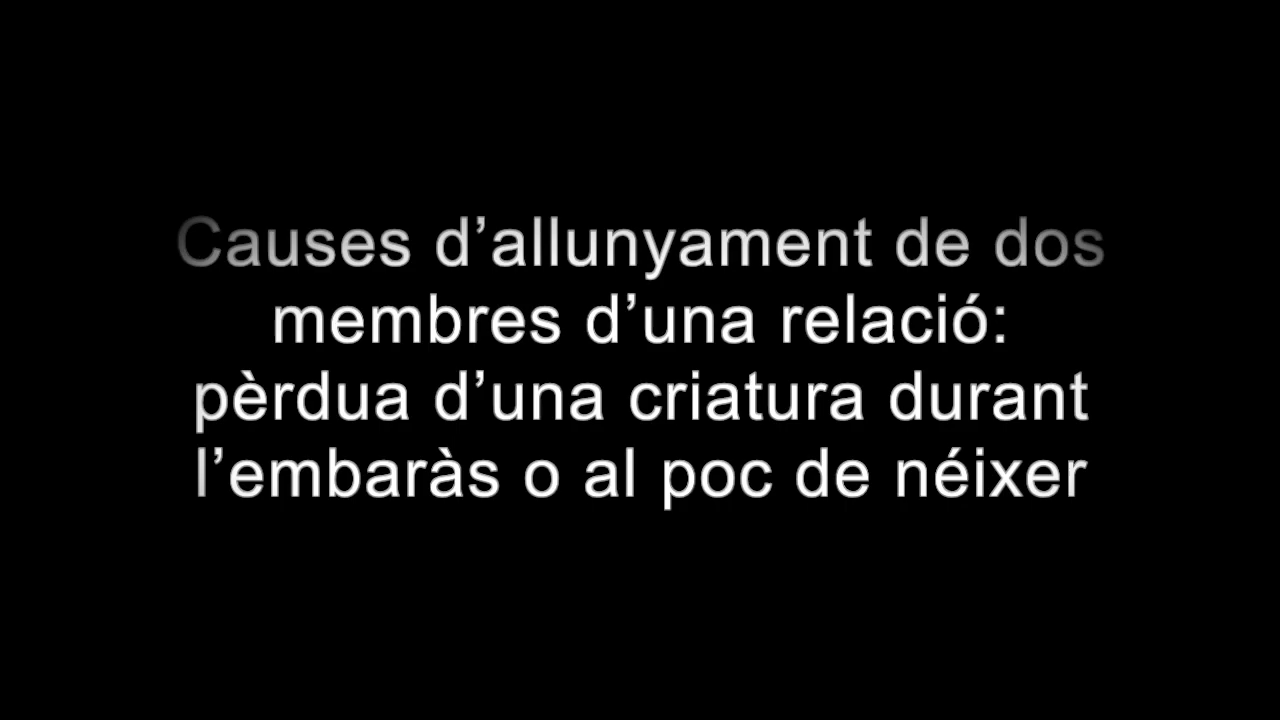 Causes d’allunyament de dos
membres d’una relació:
pèrdua d’una criatura durant
l’embaràs o al poc de néixer